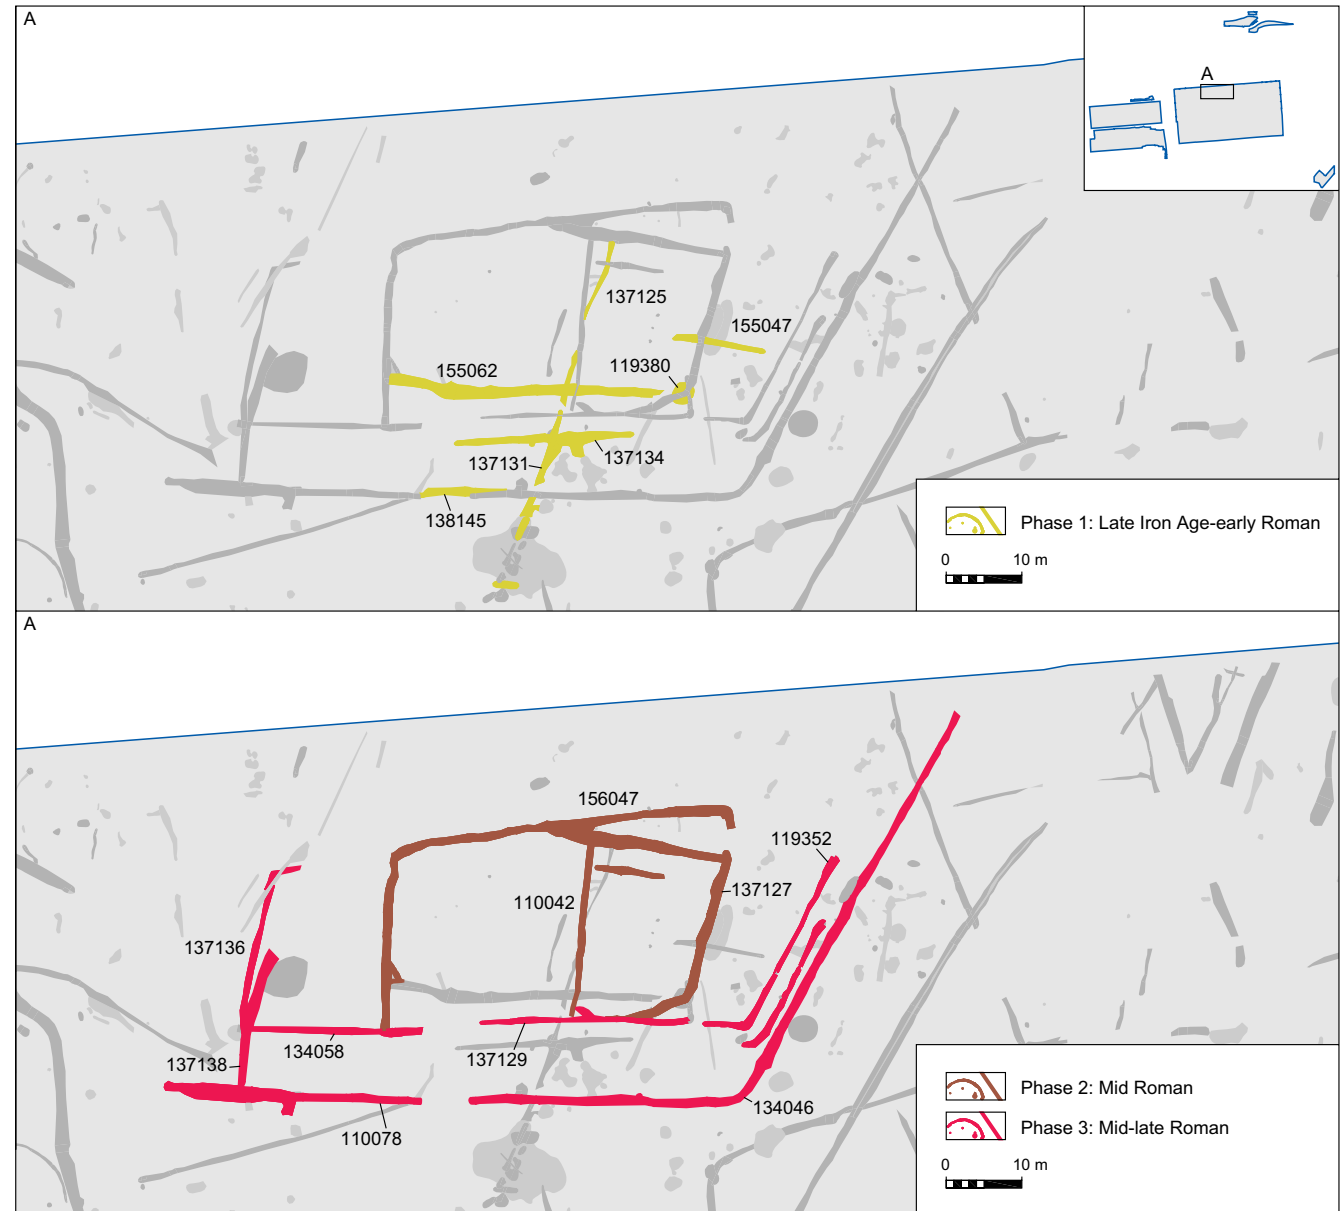 A
A
137125
155047
119380
155062
137134
137131
138145
Phase 1: Late Iron Age-early Roman
0 10 m
A
156047
119352
137127
110042
137136
134058
137129
137138
134046
110078
Phase 2: Mid Roman
Phase 3: Mid-late Roman
0 10 m